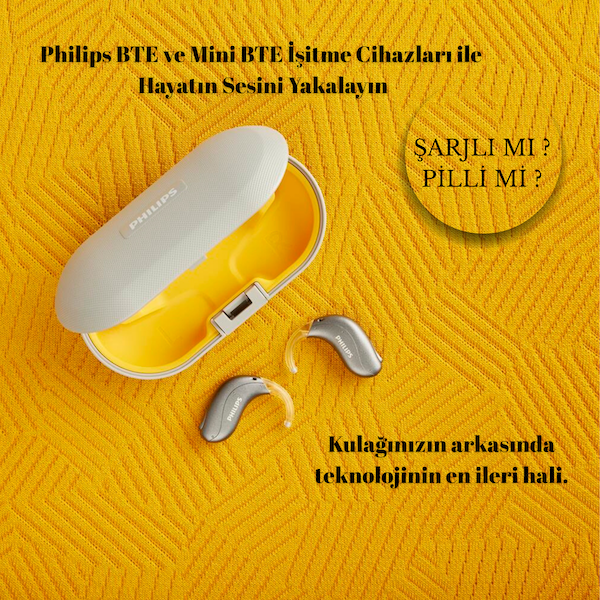 Philips BTE ve Mini BTE İşitme Cihazları ile
Hayatın Sesini Yakalayın
ŞARJLI MI ?
PİLLİ Mİ ?
PHILIPS
PHILIPS
PHILIPS
Kulağınızın arkasında
teknolojinin en ileri hali.